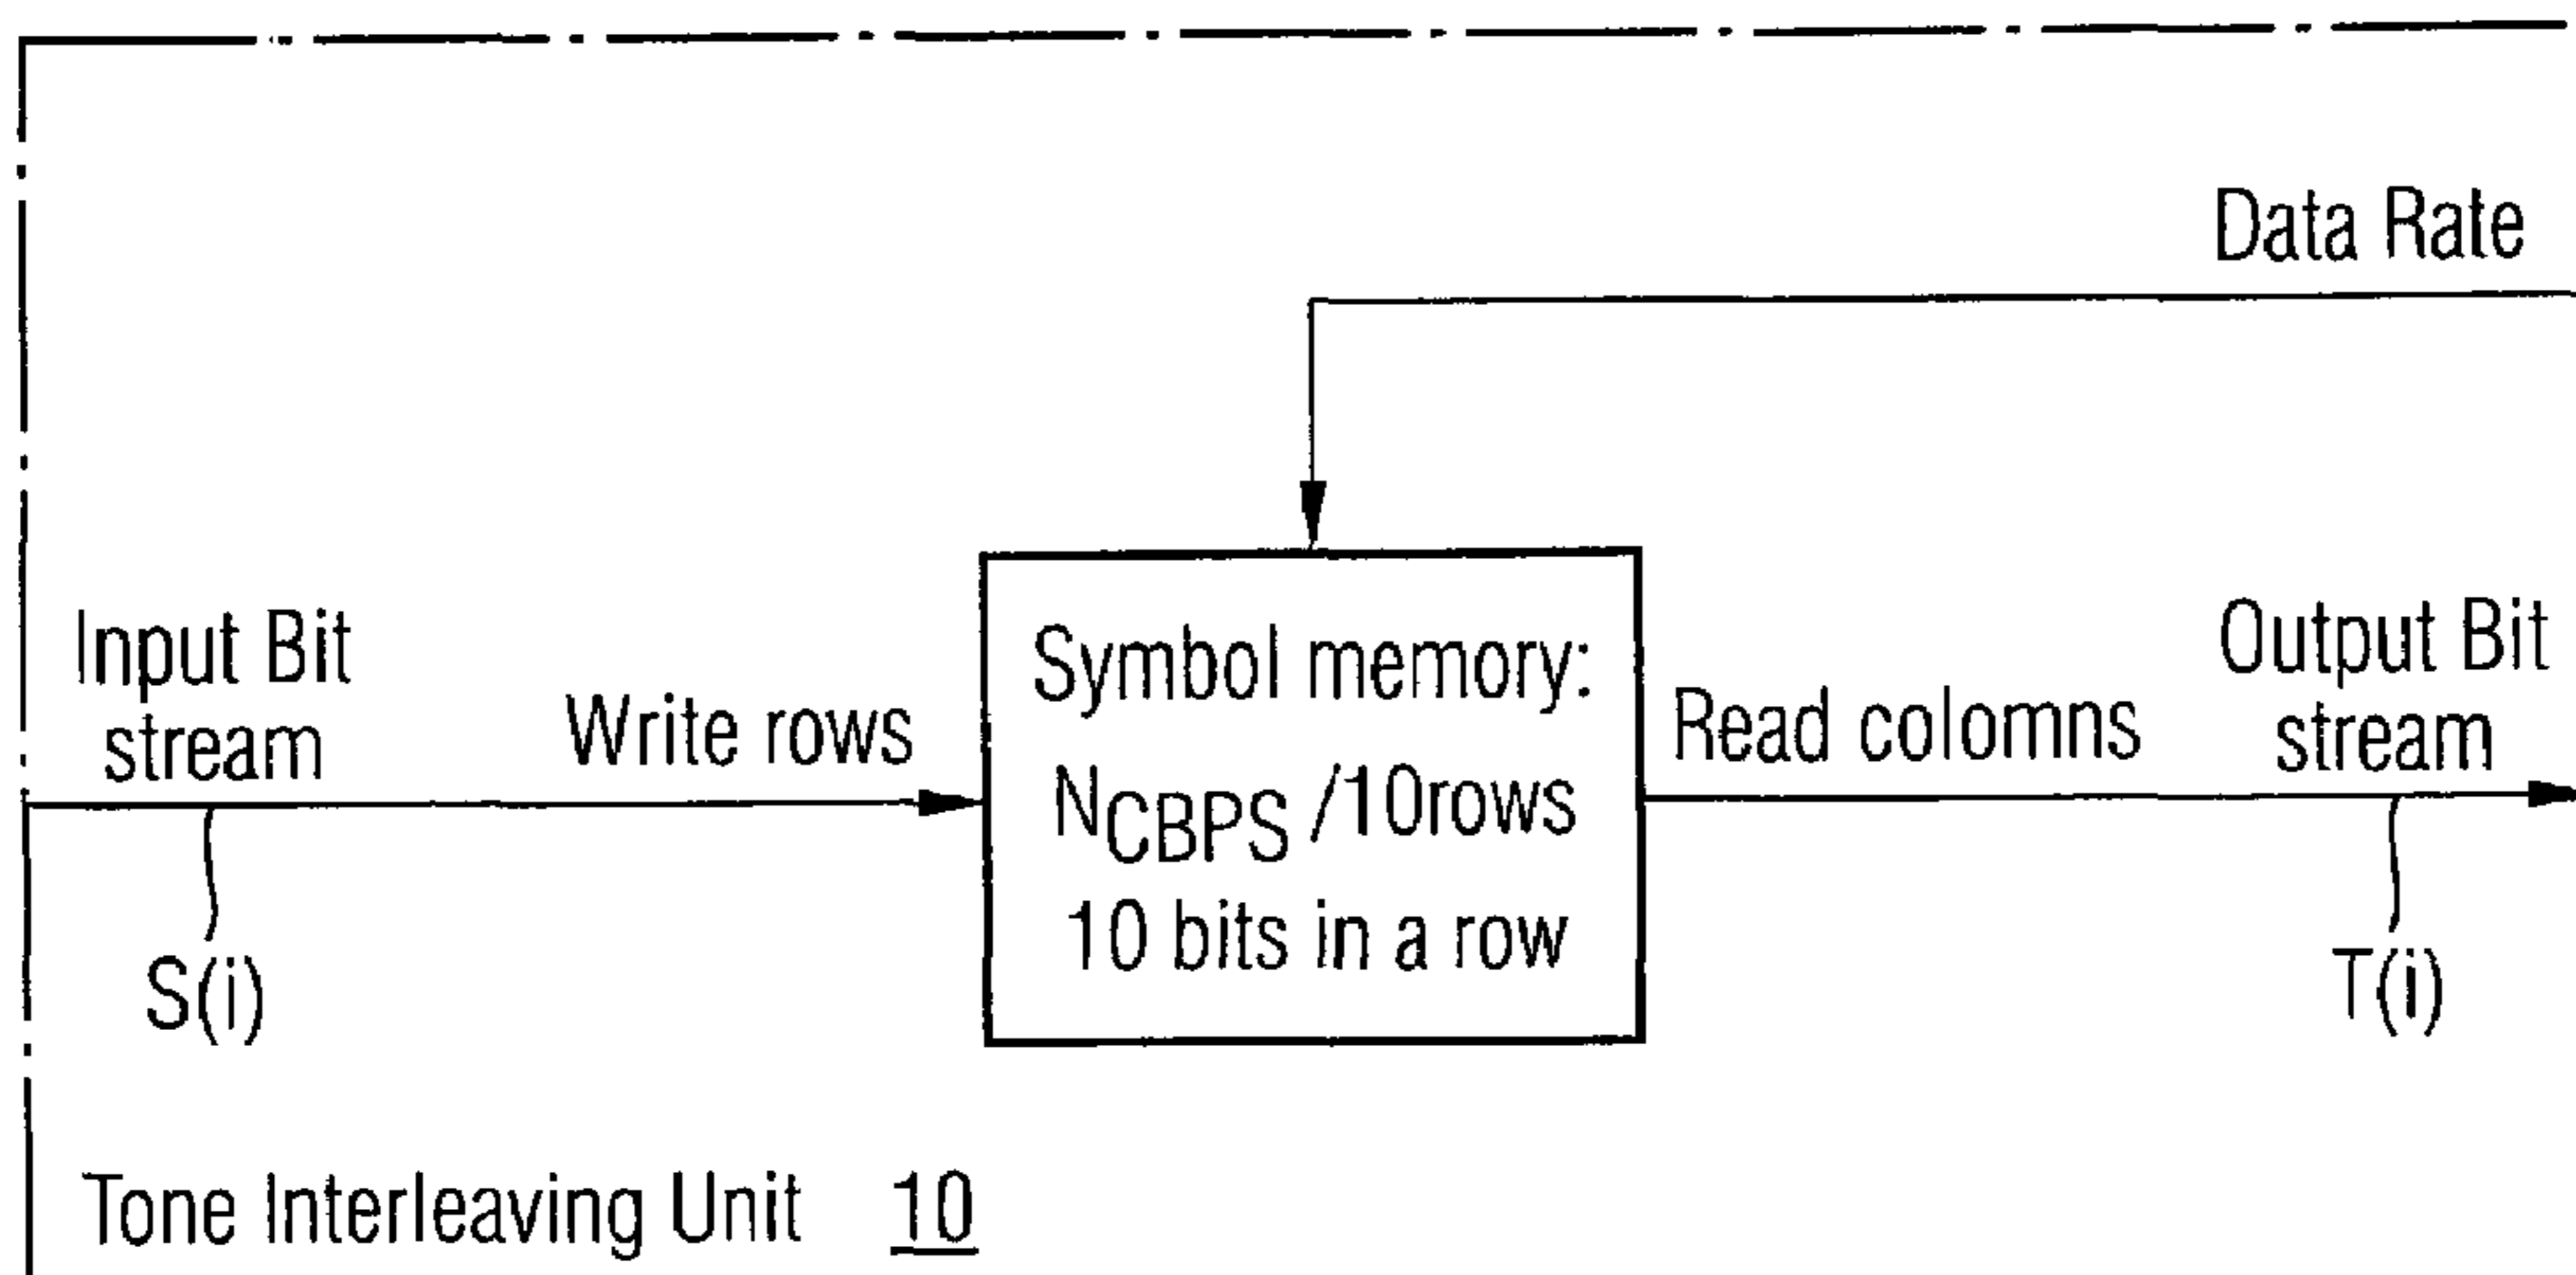 Data Rate
Input Bit
stream
Write rows
Symbol memory:
NCBPS /10rows
10 bits in a row
Read colomns
Output Bit
stream
S(i)
T(i)
Tone Interleaving Unit 10